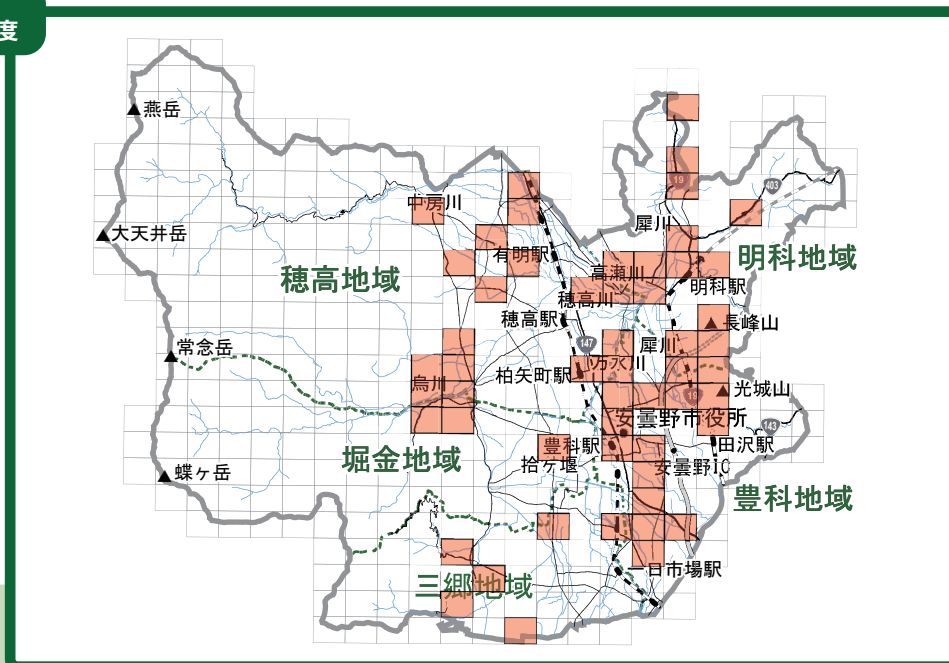 度
▲燕岳
19
403
中房川
犀川
▲大天井岳
有明駅
明科地域
高瀬川
穂高地域
明科駅
穂高川
穂高駅
▲長峰山
147
犀川
常念岳
万水川
柏矢町駅
烏川
▲光城山
19
安曇野市役所
143
豊科駅
田沢駅
堀金地域
拾ケ堰
安曇野IC
▲蝶ヶ岳
豊科地域
一日市場駅
三郷地域